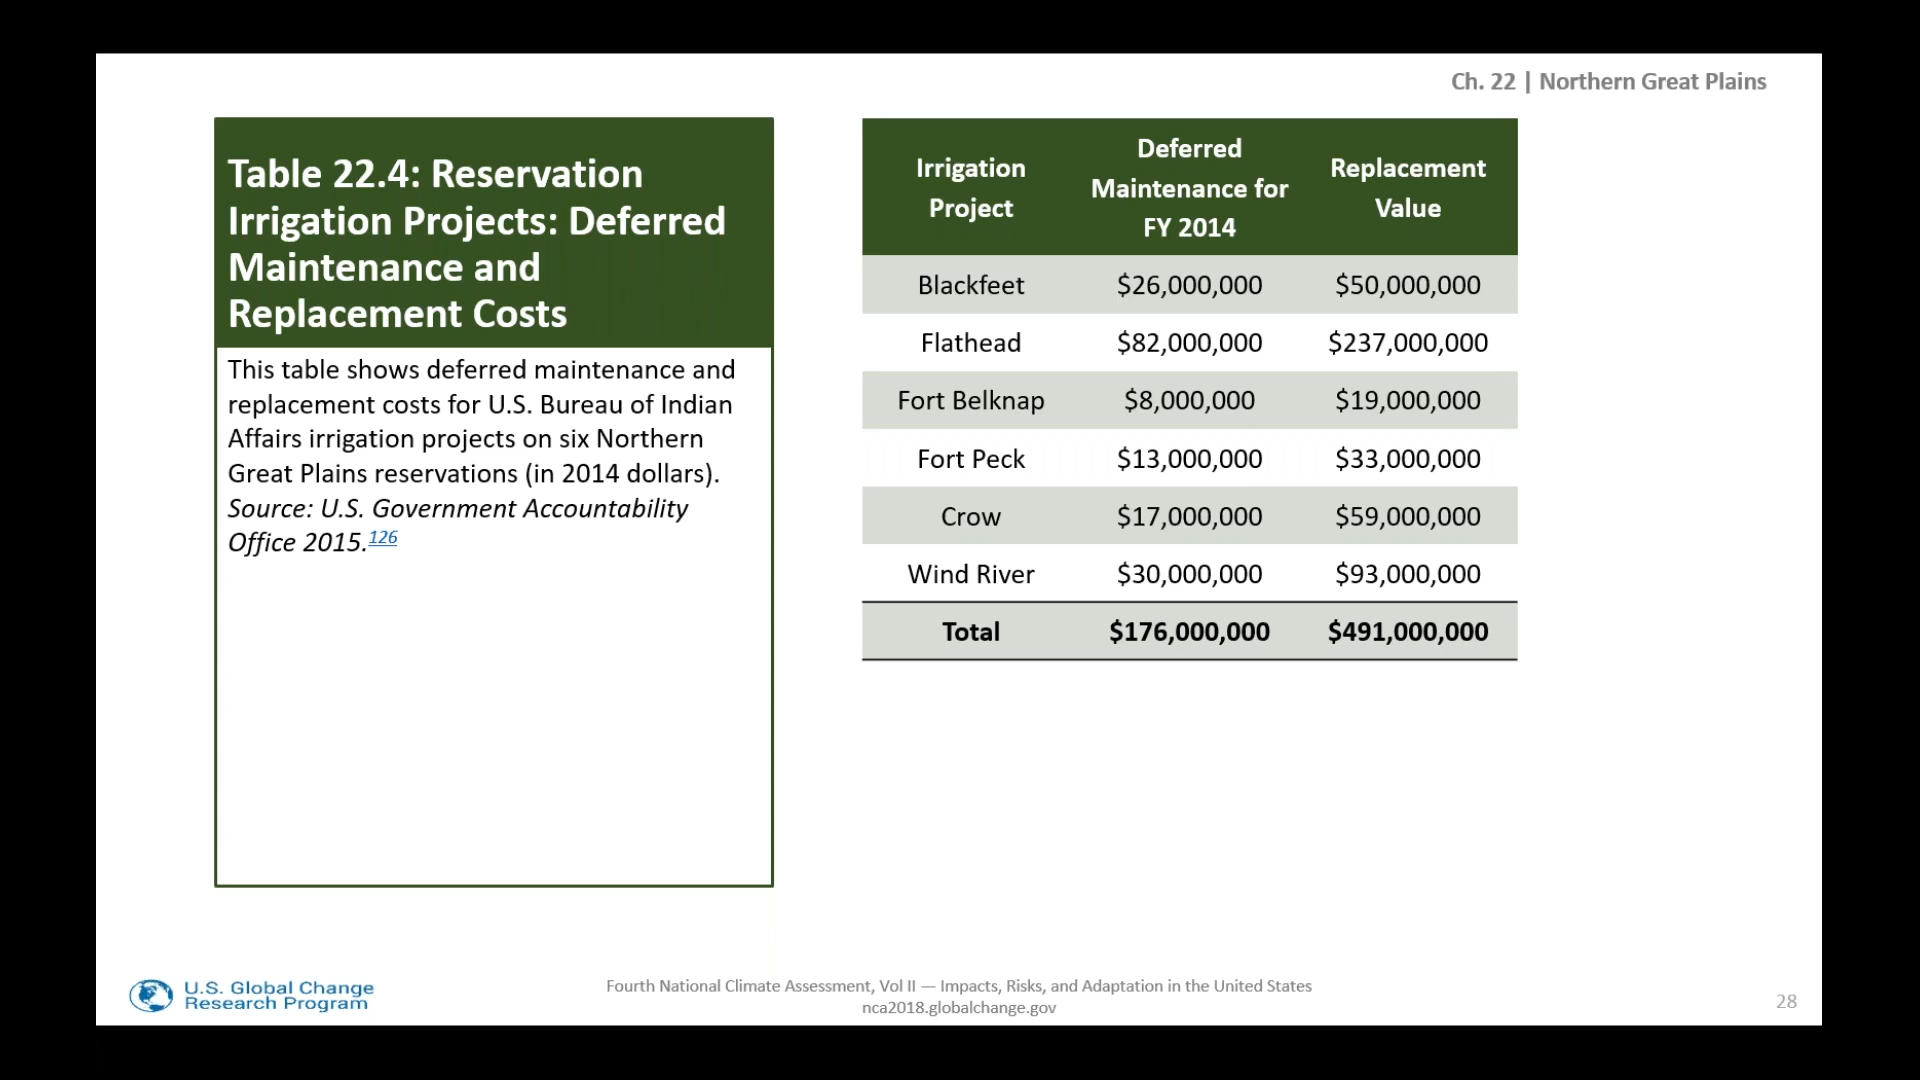 Ch. 22 | Northern Great Plains
Table 22.4: Reservation
Irrigation Projects: Deferred
Maintenance and
Replacement Costs
This table shows deferred maintenance and
replacement costs for U.S. Bureau of Indian
Affairs irrigation projects on six Northern
Great Plains reservations (in 2014 dollars).
Source: U.S. Government Accountability
Office 2015.126
Irrigation Project Deferred Maintenance for FY 2014 Replacement Value
Blackfeet $26,000,000 $50,000,000
Flathead $82,000,000 $237,000,000
Fort Belknap $8,000,000 $19,000,000
Fort Peck $13,000,000 $33,000,000
Crow $17,000,000 $59,000,000
Wind River $30,000,000 $93,000,000
Total $176,000,000 $491,000,000
U.S. Global Change
Research Program
Fourth National Climate Assessment, Vol II — Impacts, Risks, and Adaptation in the United States
nca2018.globalchange.gov
28